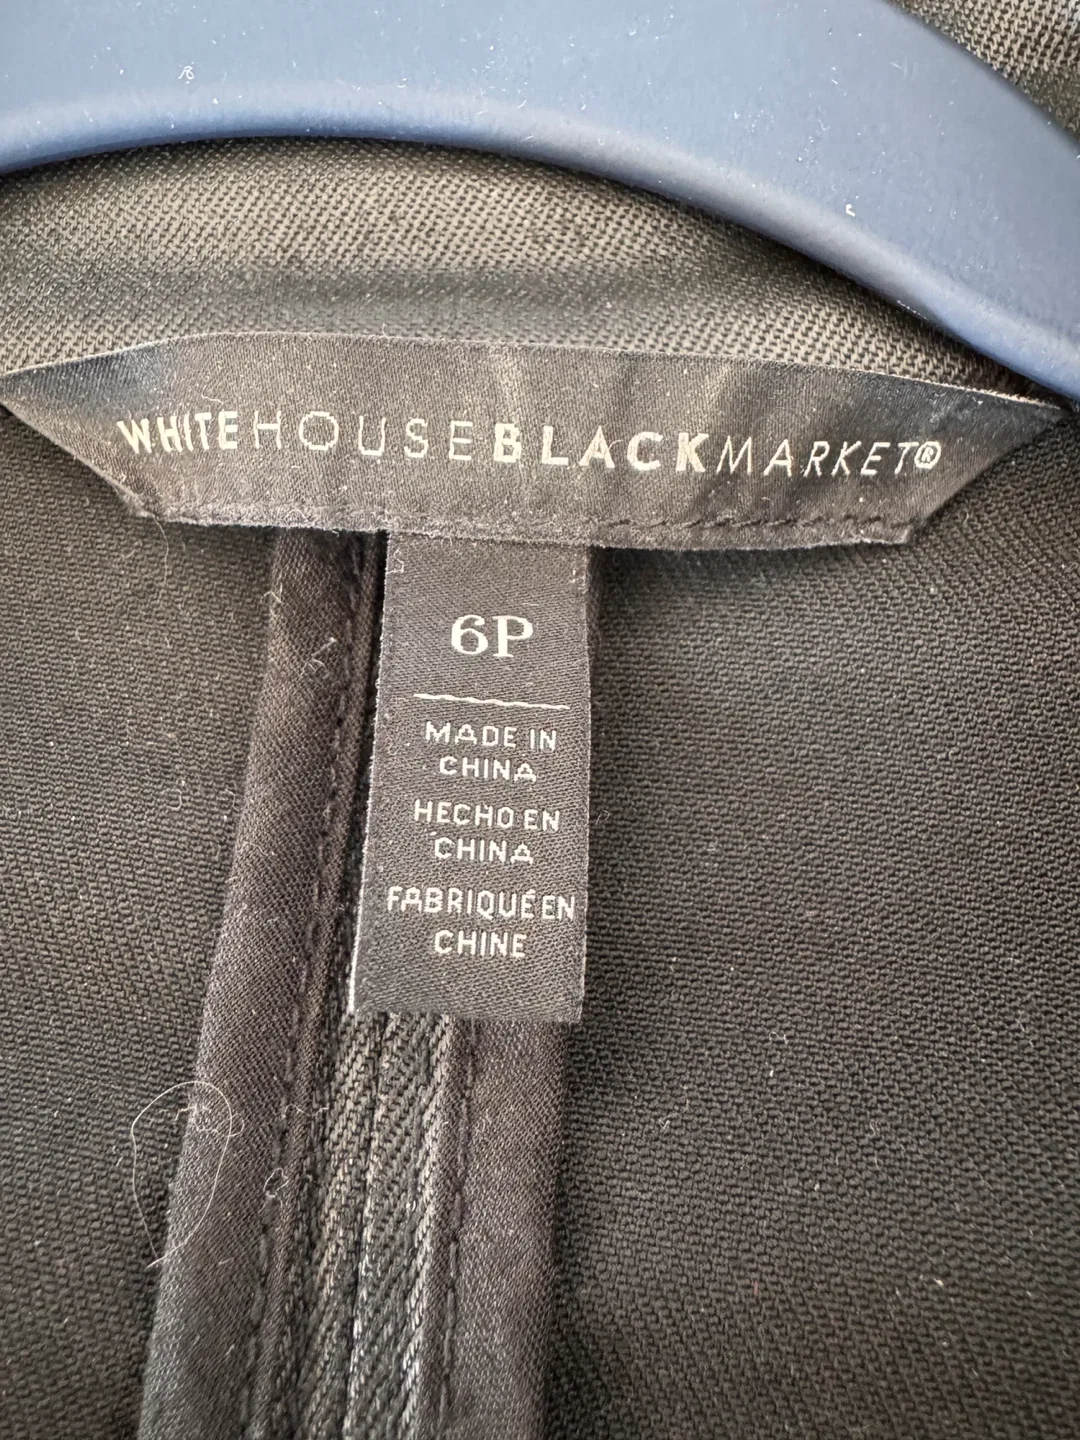 WHITEHOUSEBLACKMARKET®
6P
MADE IN
CHINA
HECHO EN
CHINA
FABRIQUÉ EN
CHINE